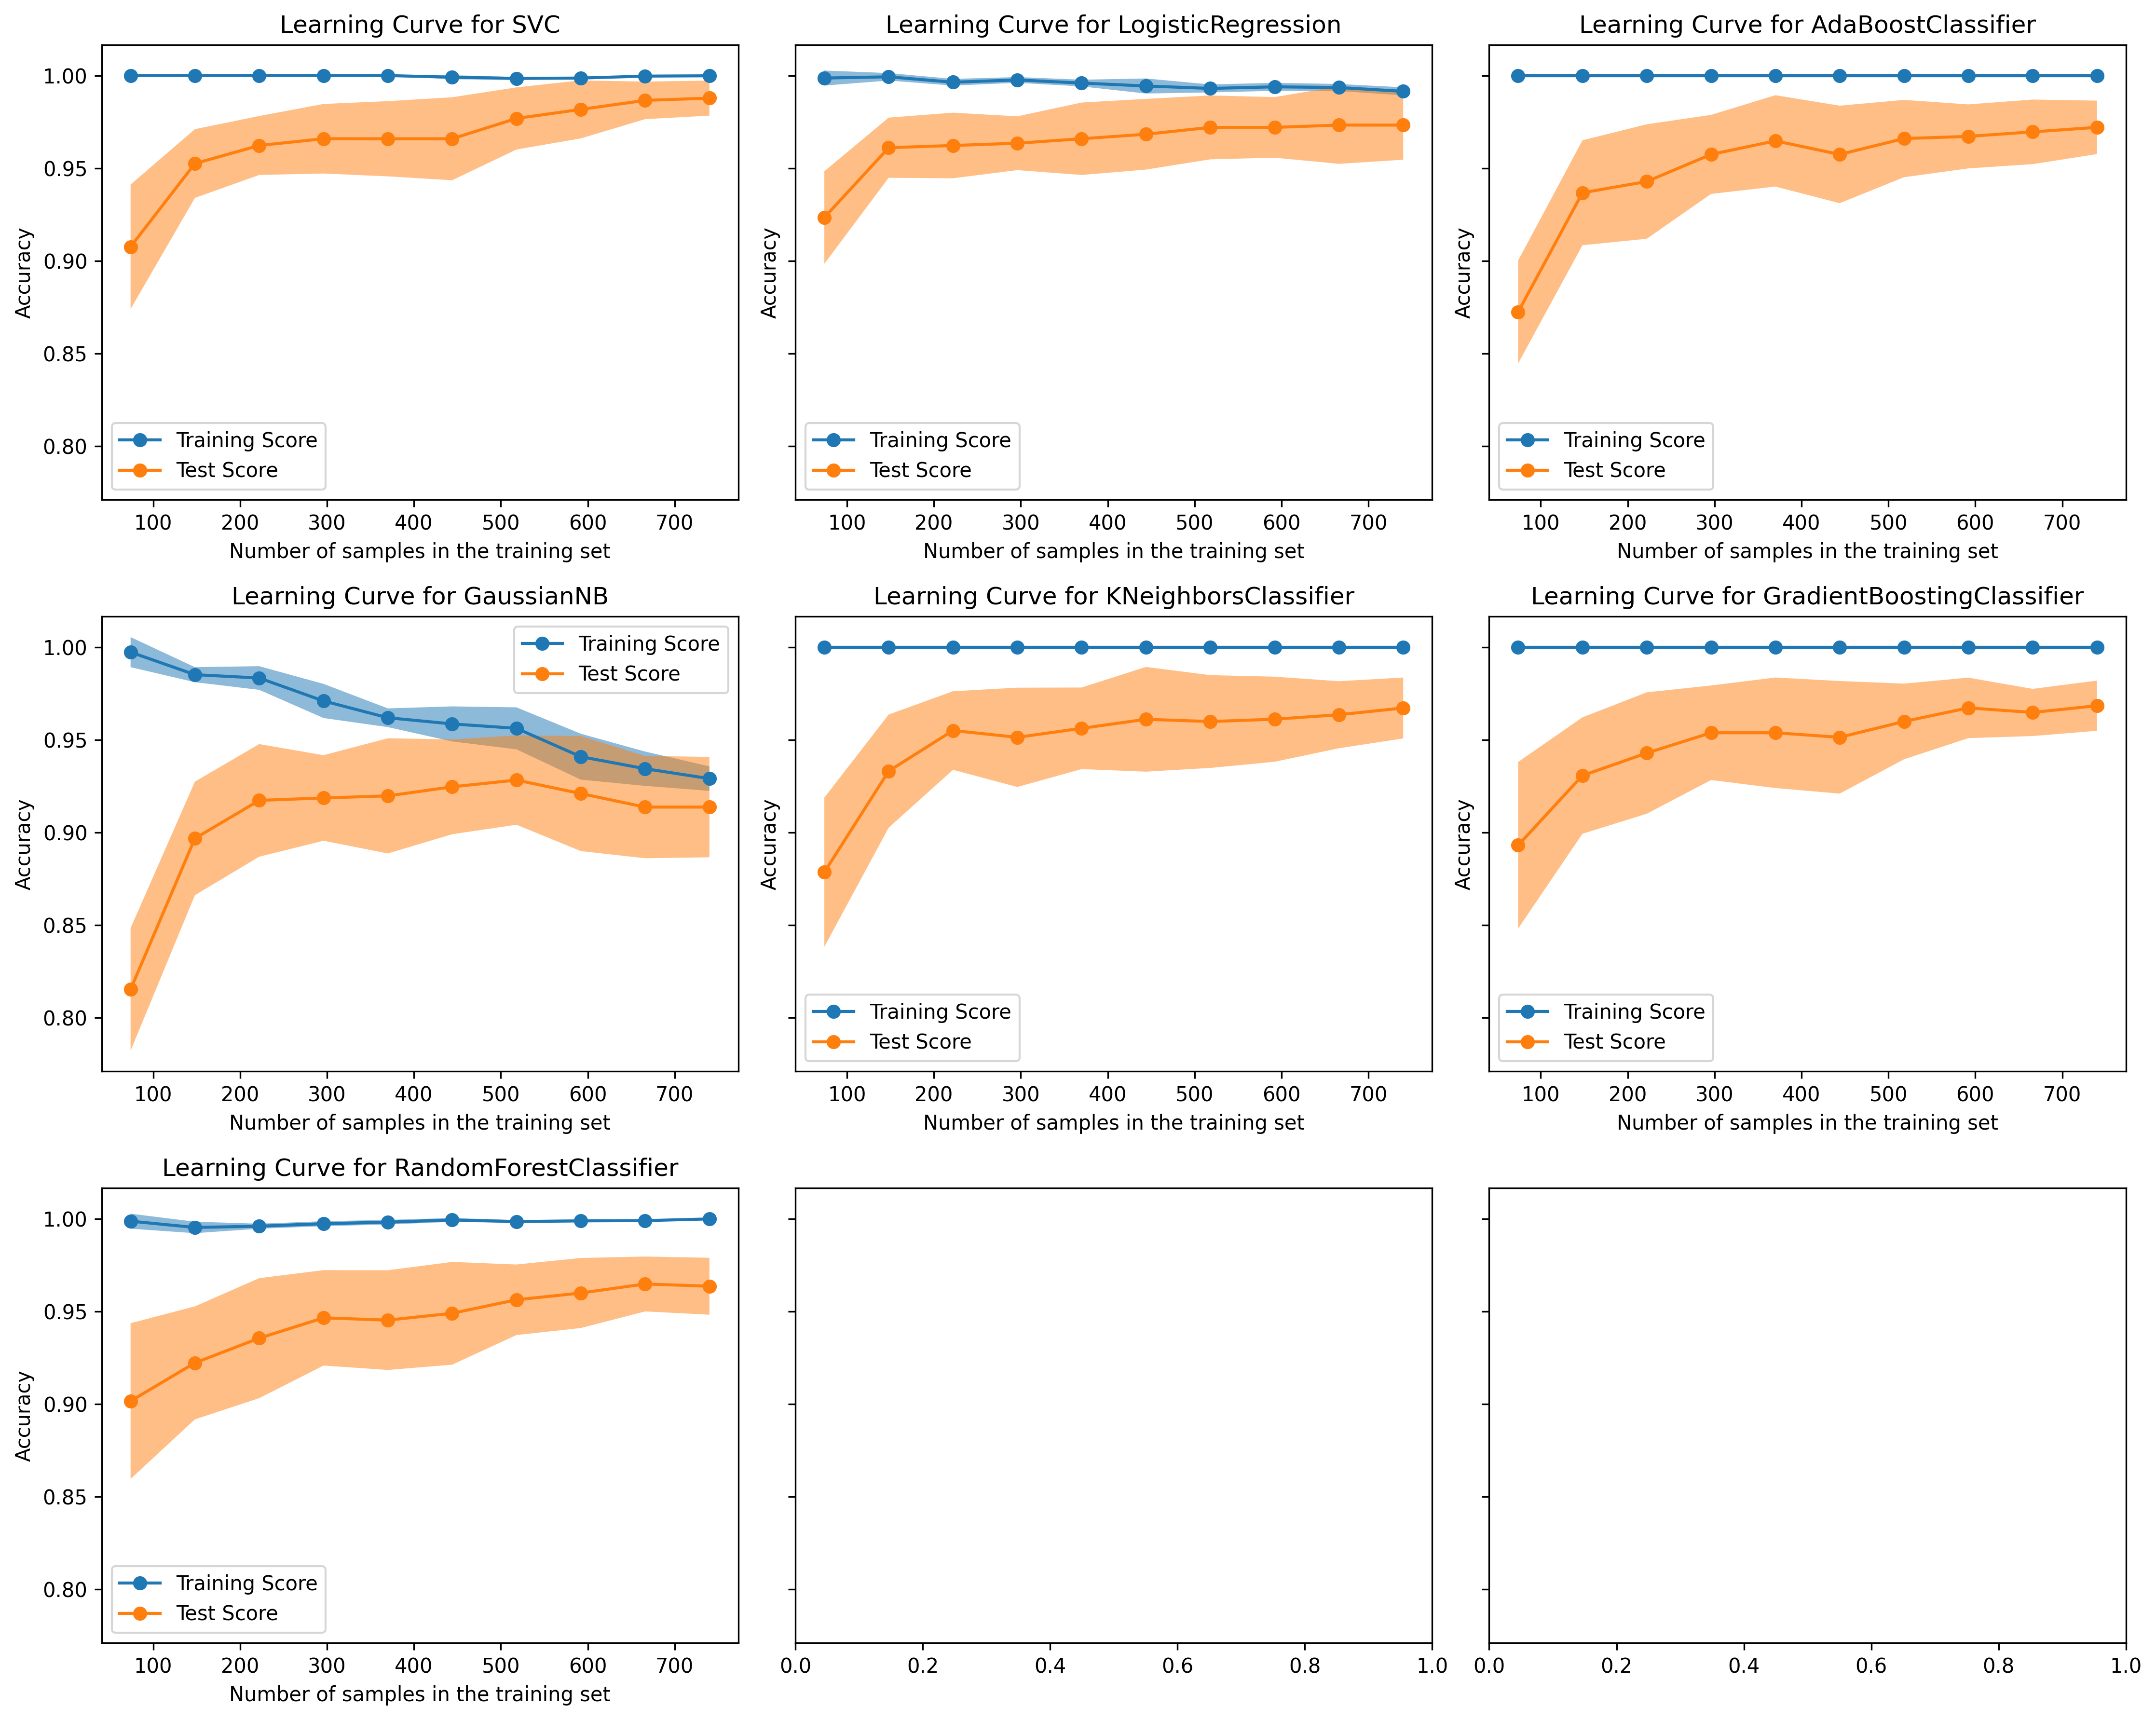 Learning Curve for SVC
Accuracy
1.00
0.95
0.90
0.85
0.80
Training Score
Test Score
100 200 300 400 500 600 700
Number of samples in the training set
Learning Curve for LogisticRegression
Accuracy
Training Score
Test Score
100 200 300 400 500 600 700
Number of samples in the training set
Learning Curve for AdaBoostClassifier
Accuracy
Training Score
Test Score
100 200 300 400 500 600 700
Number of samples in the training set
Learning Curve for GaussianNB
Accuracy
1.00
0.95
0.90
0.85
0.80
Training Score
Test Score
100 200 300 400 500 600 700
Number of samples in the training set
Learning Curve for KNeighborsClassifier
Accuracy
Training Score
Test Score
100 200 300 400 500 600 700
Number of samples in the training set
Learning Curve for GradientBoostingClassifier
Accuracy
Training Score
Test Score
100 200 300 400 500 600 700
Number of samples in the training set
Learning Curve for RandomForestClassifier
Accuracy
1.00
0.95
0.90
0.85
0.80
Training Score
Test Score
100 200 300 400 500 600 700
Number of samples in the training set
0.0 0.2 0.4 0.6 0.8 1.0
0.0 0.2 0.4 0.6 0.8 1.0